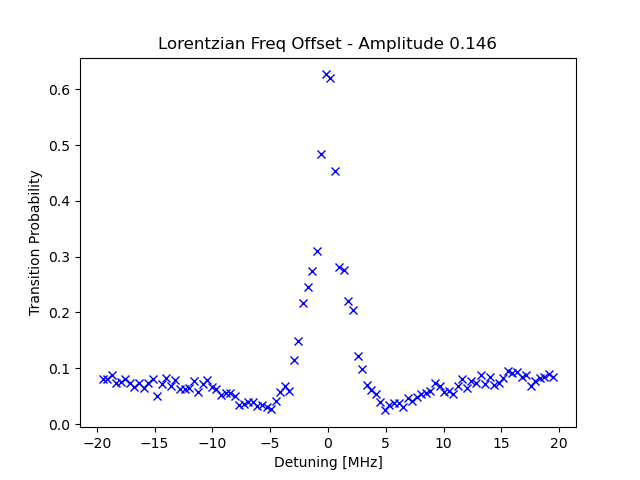 Lorentzian Freq Offset - Amplitude 0.146
Transition Probability
0.6
0.5
0.4
0.3
0.2
0.1
0.0
−20 −15 −10 −5 0 5 10 15 20
Detuning [MHz]